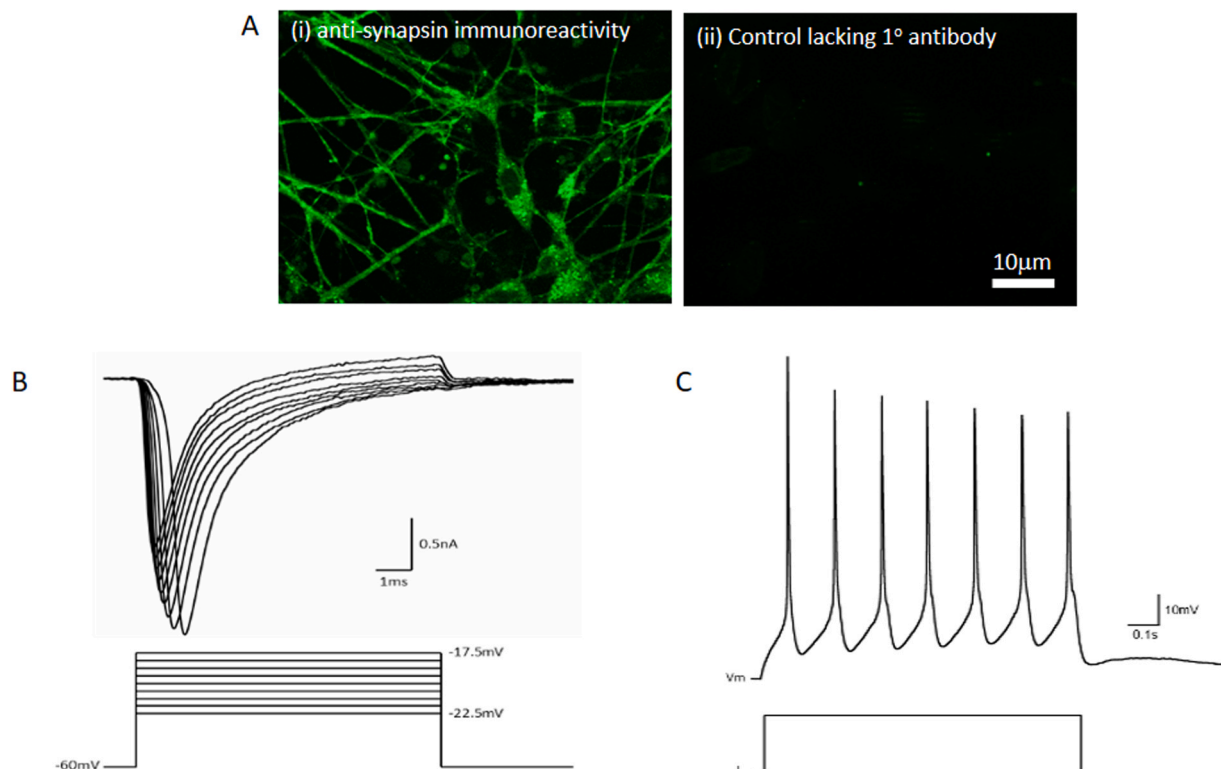 A
(i) anti-synapsin immunoreactivity
(ii) Control lacking 1° antibody
10μm
B
0.5nA
1ms
-17.5mV
-22.5mV
-60mV
C
10mV
0.1s
Vm